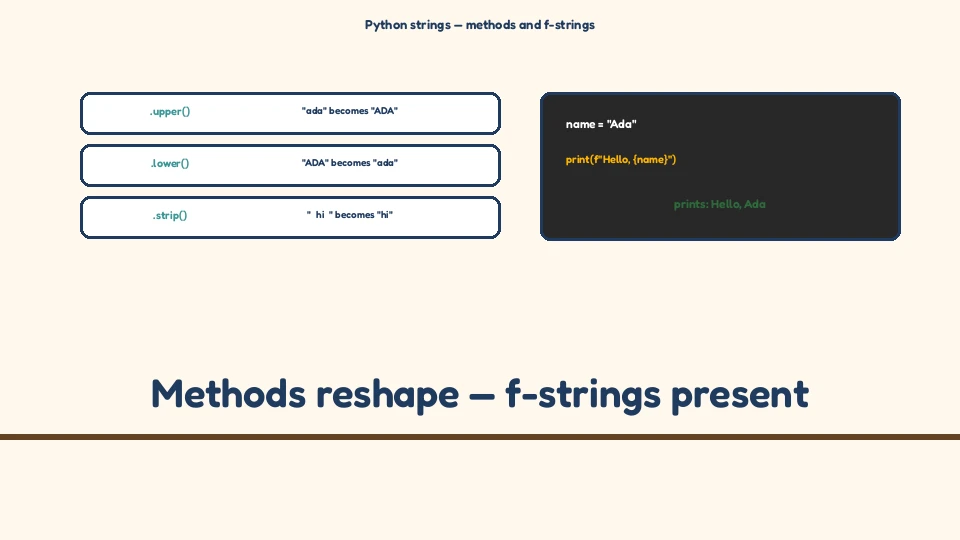 Python strings — methods and f-strings
.upper() "ada" becomes "ADA"
.lower() "ADA" becomes "ada"
.strip() "  hi  " becomes "hi"
name = "Ada"
print(f"Hello, {name}")
prints: Hello, Ada
Methods reshape — f-strings present